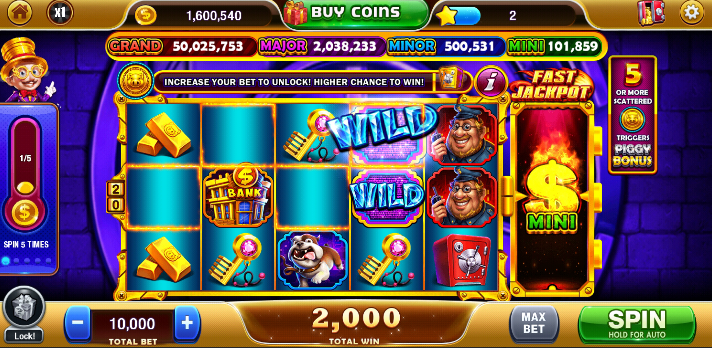 x1
1,600,540
BUY COINS
2
GRAND 50,025,753 MAJOR 2,038,233 MINOR 500,531 MINI 101,859
INCREASE YOUR BET TO UNLOCK! HIGHER CHANCE TO WIN!
i
FAST
JACKPOT
5
OR MORE
SCATTERED
TRIGGERS
PIGGY
BONUS
1/5
$
SPIN 5 TIMES
20
WILD
$
BANK
WILD
$
MINI
Lock!
-
10,000
+
TOTAL BET
2,000
TOTAL WIN
MAX
BET
SPIN
HOLD FOR AUTO